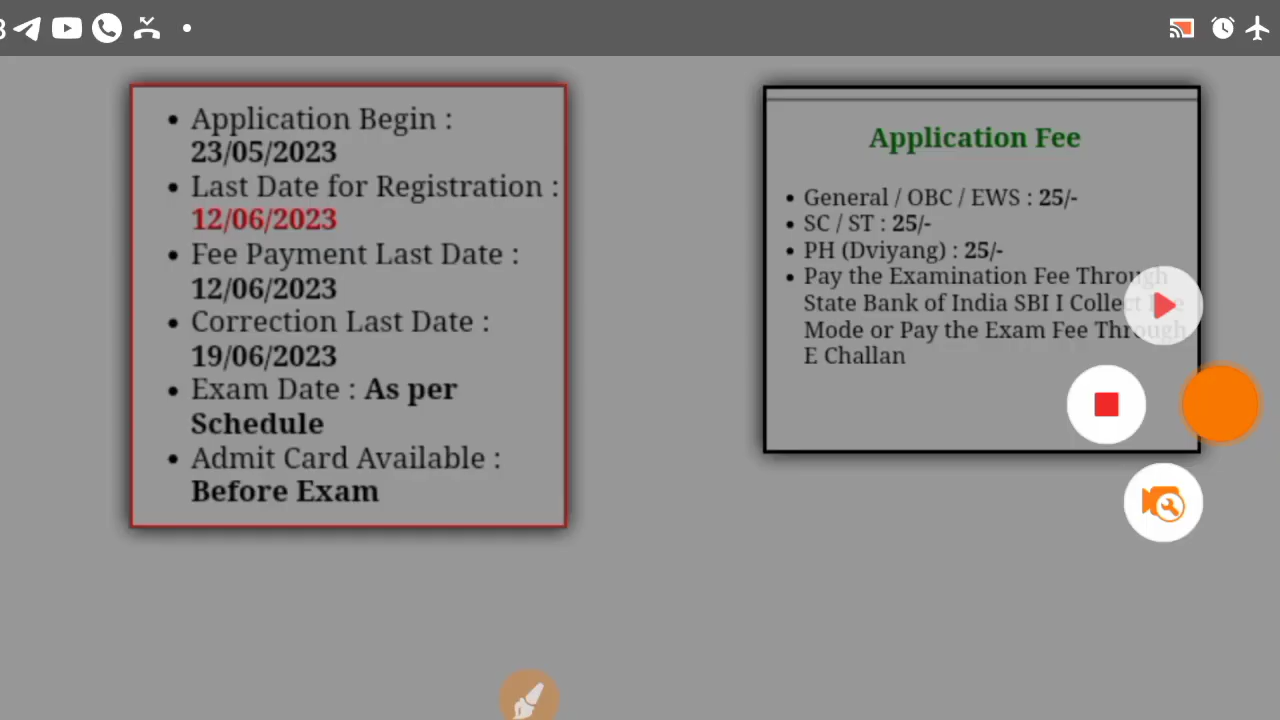 Application Begin :
23/05/2023
Last Date for Registration :
12/06/2023
Fee Payment Last Date :
12/06/2023
Correction Last Date :
19/06/2023
Exam Date : As per
Schedule
Admit Card Available :
Before Exam
Application Fee
General / OBC / EWS : 25/-
SC / ST : 25/-
PH (Dviyang) : 25/-
Pay the Examination Fee Through
State Bank of India SBI I Collect
Mode or Pay the Exam Fee Through
E Challan